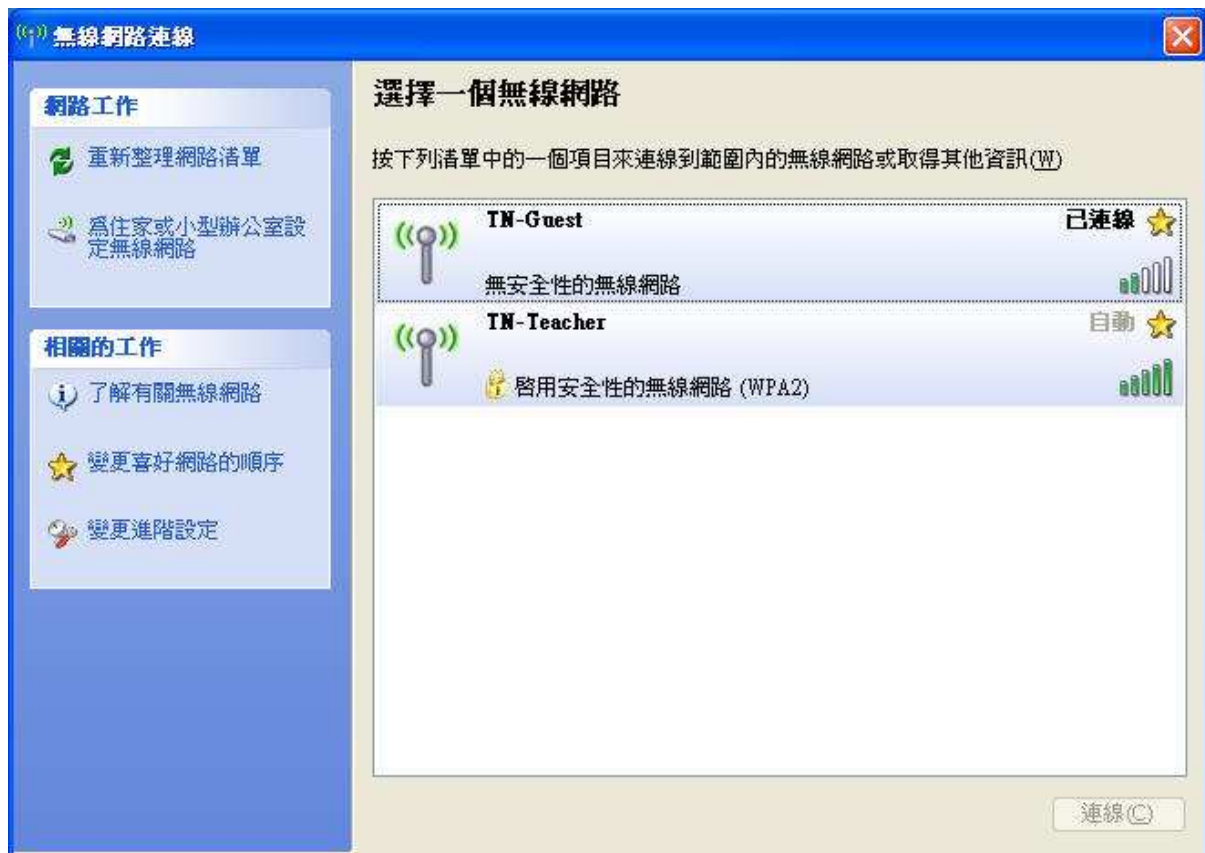 無線網路連線
網路工作
重新整理網路清單
為住家或小型辦公室設
定無線網路
相關的工作
了解有關無線網路
變更喜好網路的順序
變更進階設定
選擇一個無線網路
按下列清單中的一個項目來連線到範圍內的無線網路或取得其他資訊(W)
TN-Guest 已連線
無安全性的無線網路
TN-Teacher 自動
啓用安全性的無線網路 (WPA2)
連線(C)